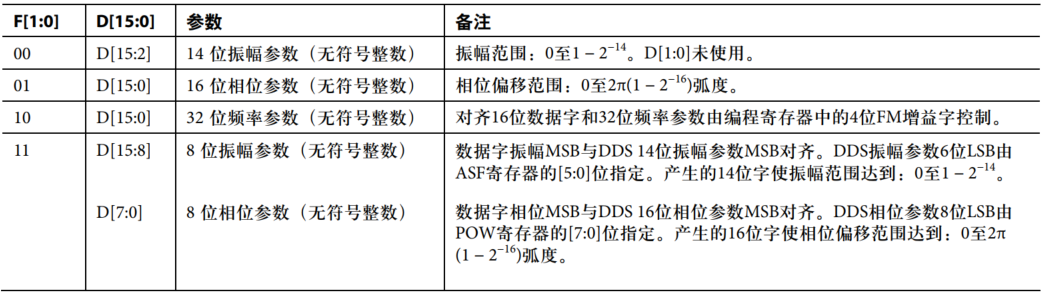 F[1:0] D[15:0] 参数 备注
00 D[15:2] 14 位振幅参数（无符号整数） 振幅范围：0至1 − 2⁻¹⁴。D[1:0]未使用。
01 D[15:0] 16 位相位参数（无符号整数） 相位偏移范围：0至2π(1 − 2⁻¹⁶)弧度。
10 D[15:0] 32 位频率参数（无符号整数） 对齐16位数据字和32位频率参数由编程寄存器中的4位FM增益字控制。
11 D[15:8] 8 位振幅参数（无符号整数） 数据字振幅MSB与DDS 14位振幅参数MSB对齐。DDS振幅参数6位LSB由
ASF寄存器的[5:0]位指定。产生的14位字使振幅范围达到：0至1 − 2⁻¹⁴。
D[7:0] 8 位相位参数（无符号整数） 数据字相位MSB与DDS 16位相位参数MSB对齐。DDS相位参数8位LSB由
POW寄存器的[7:0]位指定。产生的16位字使相位偏移范围达到：0至2π
(1 − 2⁻¹⁶)弧度。